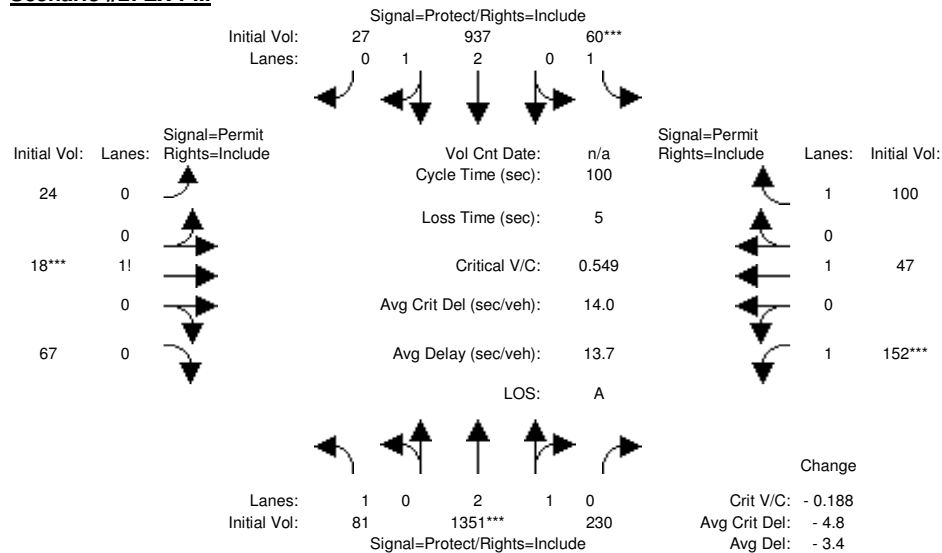 Signal=Protect/Rights=Include
Initial Vol: 27 937 60***
Lanes: 0 1 2 0 1
Signal=Permit
Initial Vol: Lanes: Rights=Include
Vol Cnt Date: n/a
Signal=Permit
Rights=Include Lanes: Initial Vol:
Cycle Time (sec): 100
24 0
1 100
Loss Time (sec): 5
0
0
18*** 1!
Critical V/C: 0.549
1 47
0
Avg Crit Del (sec/veh): 14.0
0
67 0
Avg Delay (sec/veh): 13.7
1 152***
LOS: A
Change
Lanes: 1 0 2 1 0
Crit V/C: - 0.188
Initial Vol: 81 1351*** 230
Avg Crit Del: - 4.8
Signal=Protect/Rights=Include
Avg Del: - 3.4